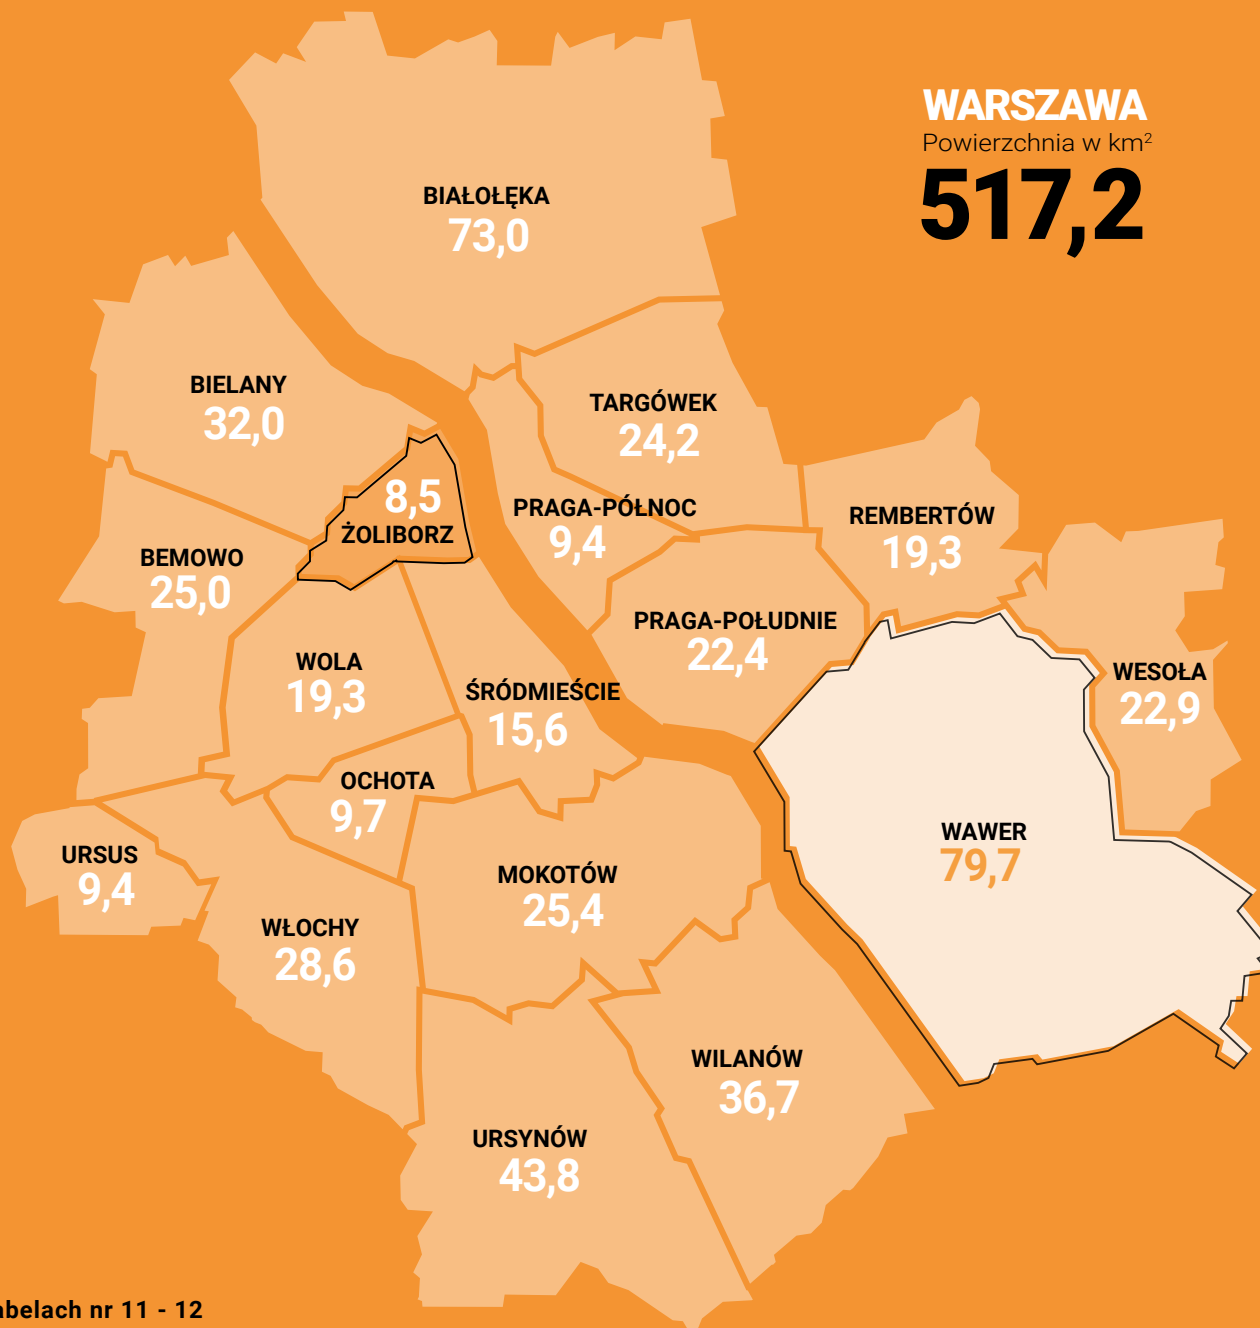 WARSZAWA
Powierzchnia w km²
517,2
BIAŁOŁĘKA
73,0
BIELANY
32,0
TARGÓWEK
24,2
8,5
ŻOLIBORZ
PRAGA-PÓŁNOC
9,4
REMBERTÓW
19,3
BEMOWO
25,0
PRAGA-POŁUDNIE
22,4
WOLA
19,3
ŚRÓDMIEŚCIE
15,6
WESOŁA
22,9
OCHOTA
9,7
WAWER
79,7
URSUS
9,4
MOKOTÓW
25,4
WŁOCHY
28,6
WILANÓW
36,7
URSYNÓW
43,8
abelach nr 11 - 12